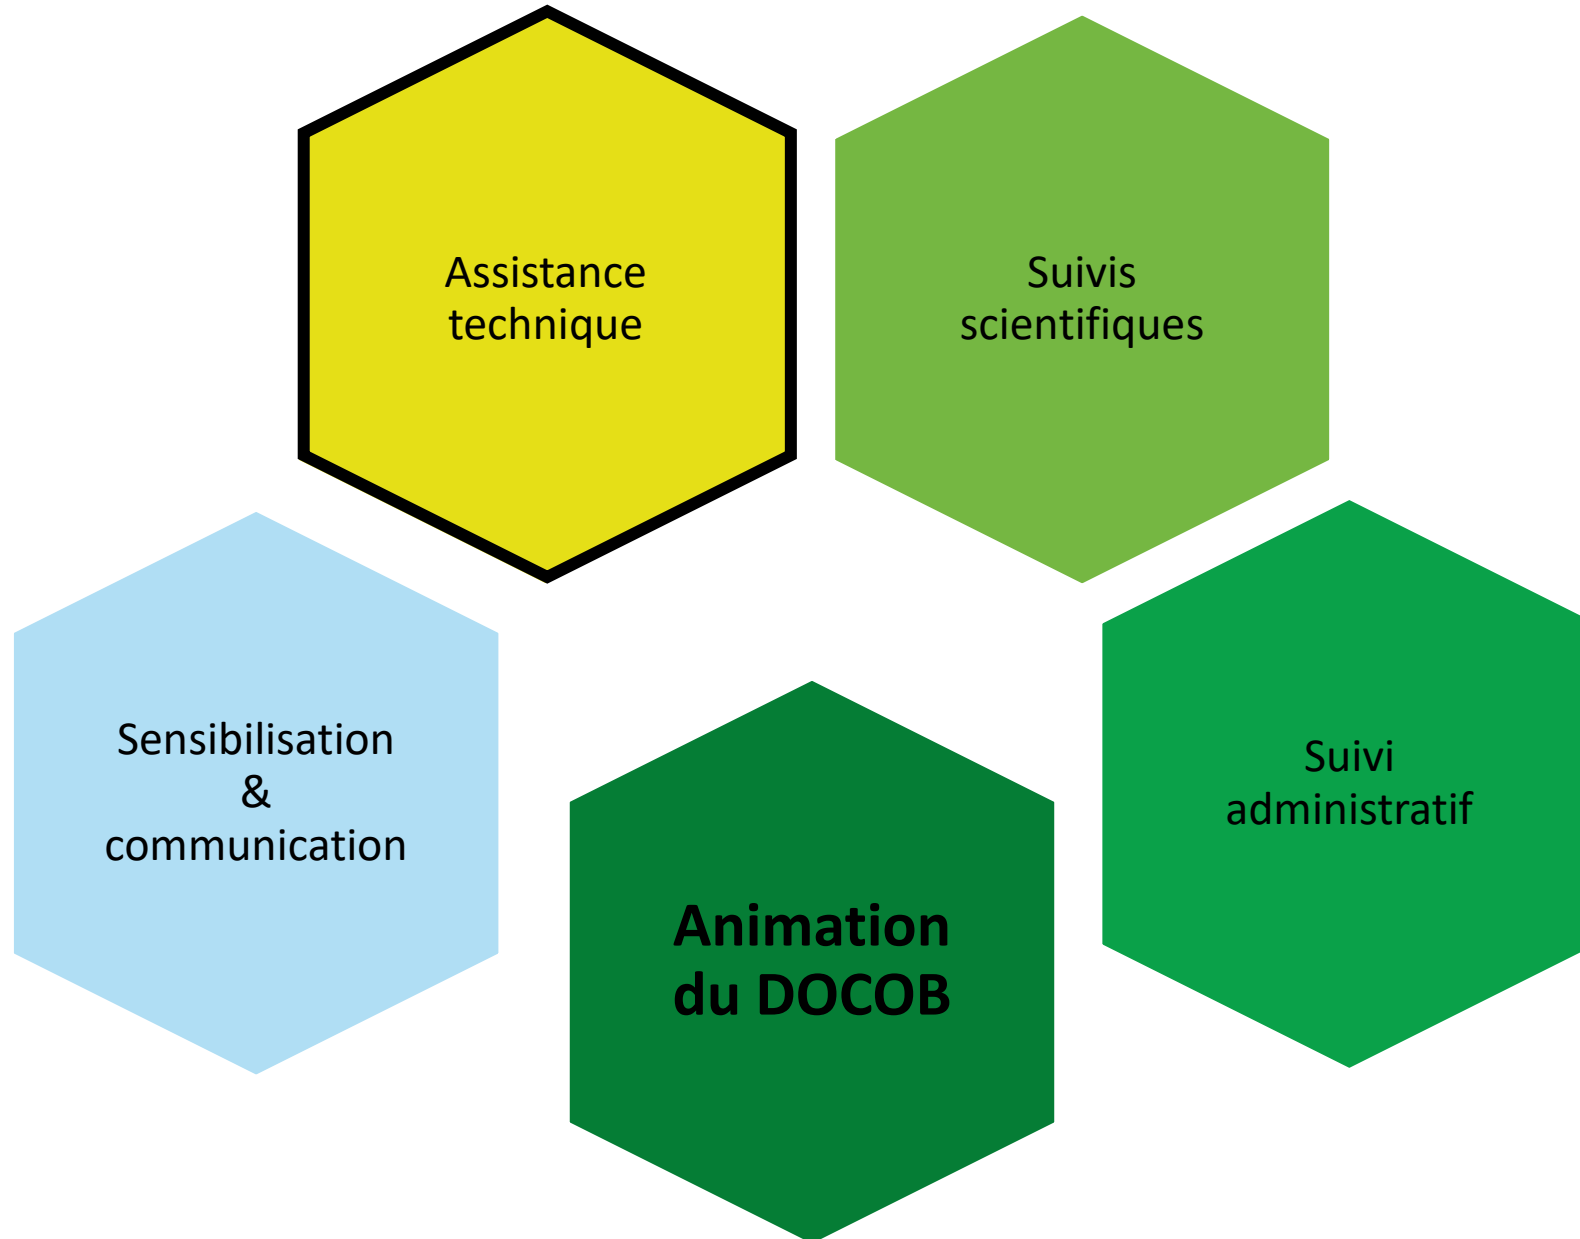 Assistance
technique
Suivis
scientifiques
Sensibilisation
&
communication
Suivi
administratif
Animation
du DOCOB